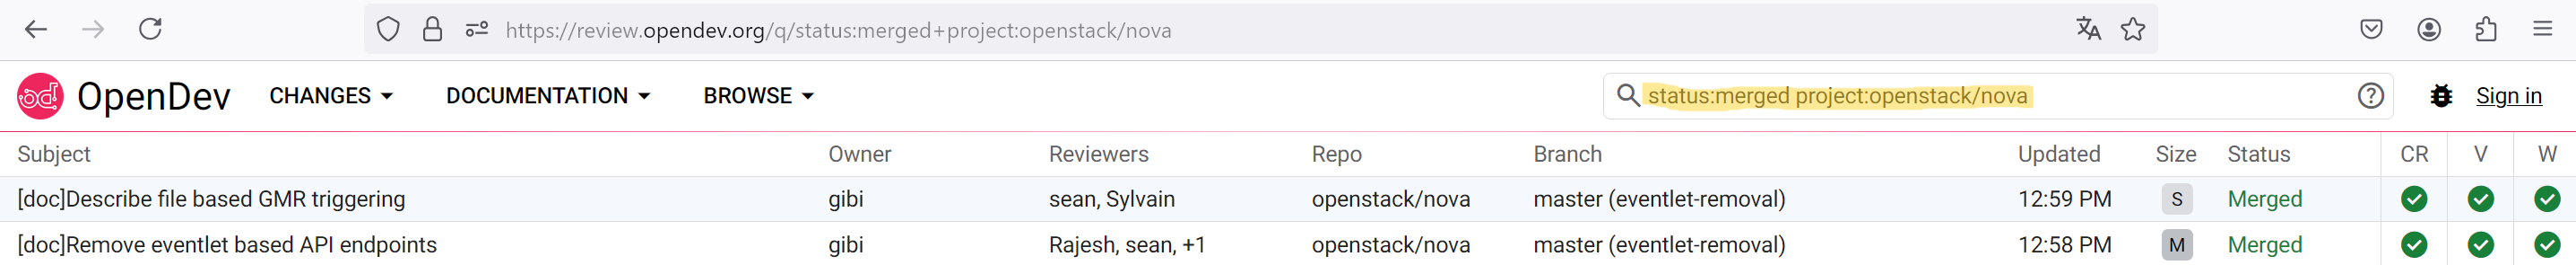 https://review.opendev.org/q/status:merged+project:openstack/nova
OpenDev CHANGES DOCUMENTATION BROWSE status:merged project:openstack/nova Sign in
Subject Owner Reviewers Repo Branch Updated Size Status CR V W
[doc]Describe file based GMR triggering gibi sean, Sylvain openstack/nova master (eventlet-removal) 12:59 PM S Merged
[doc]Remove eventlet based API endpoints gibi Rajesh, sean, +1 openstack/nova master (eventlet-removal) 12:58 PM M Merged